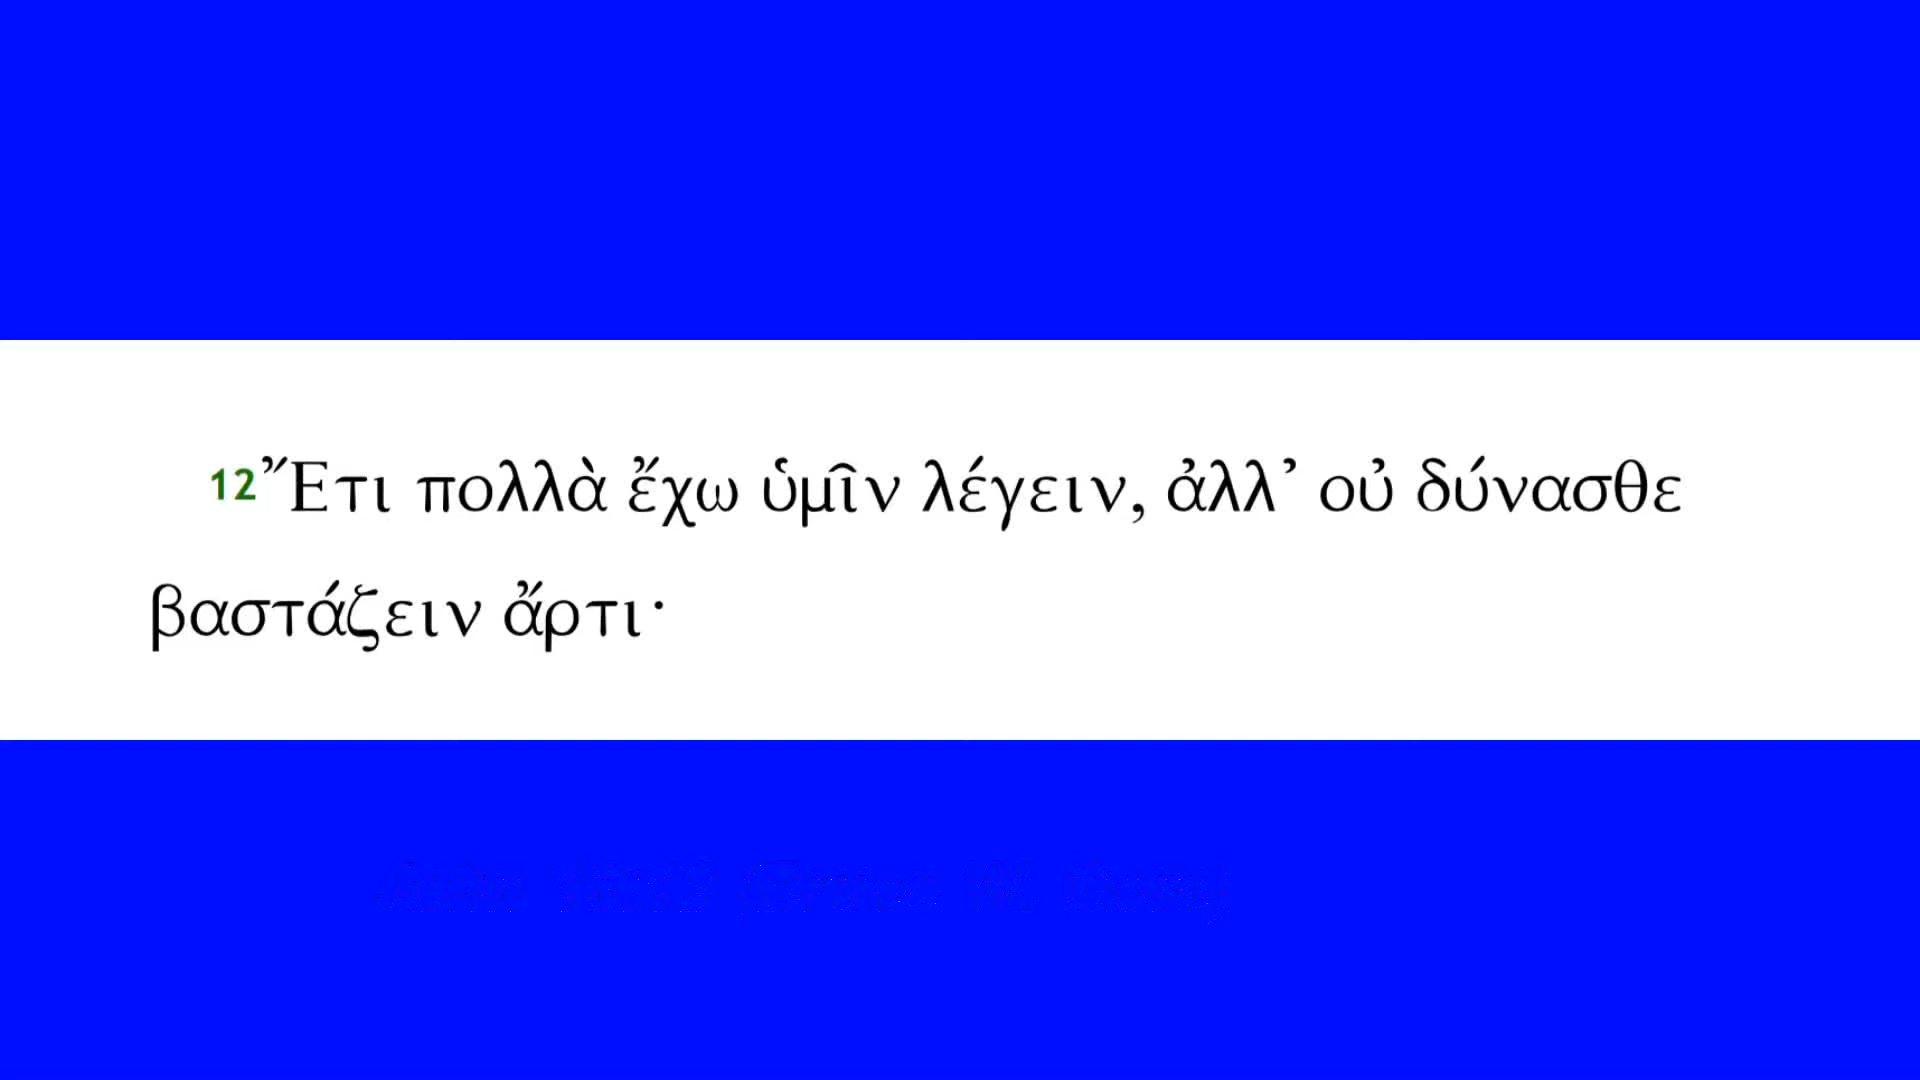 12 Ἔτι πολλὰ ἔχω ὑμῖν λέγειν, ἀλλ’ οὐ δύνασθε
βαστάζειν ἄρτι·